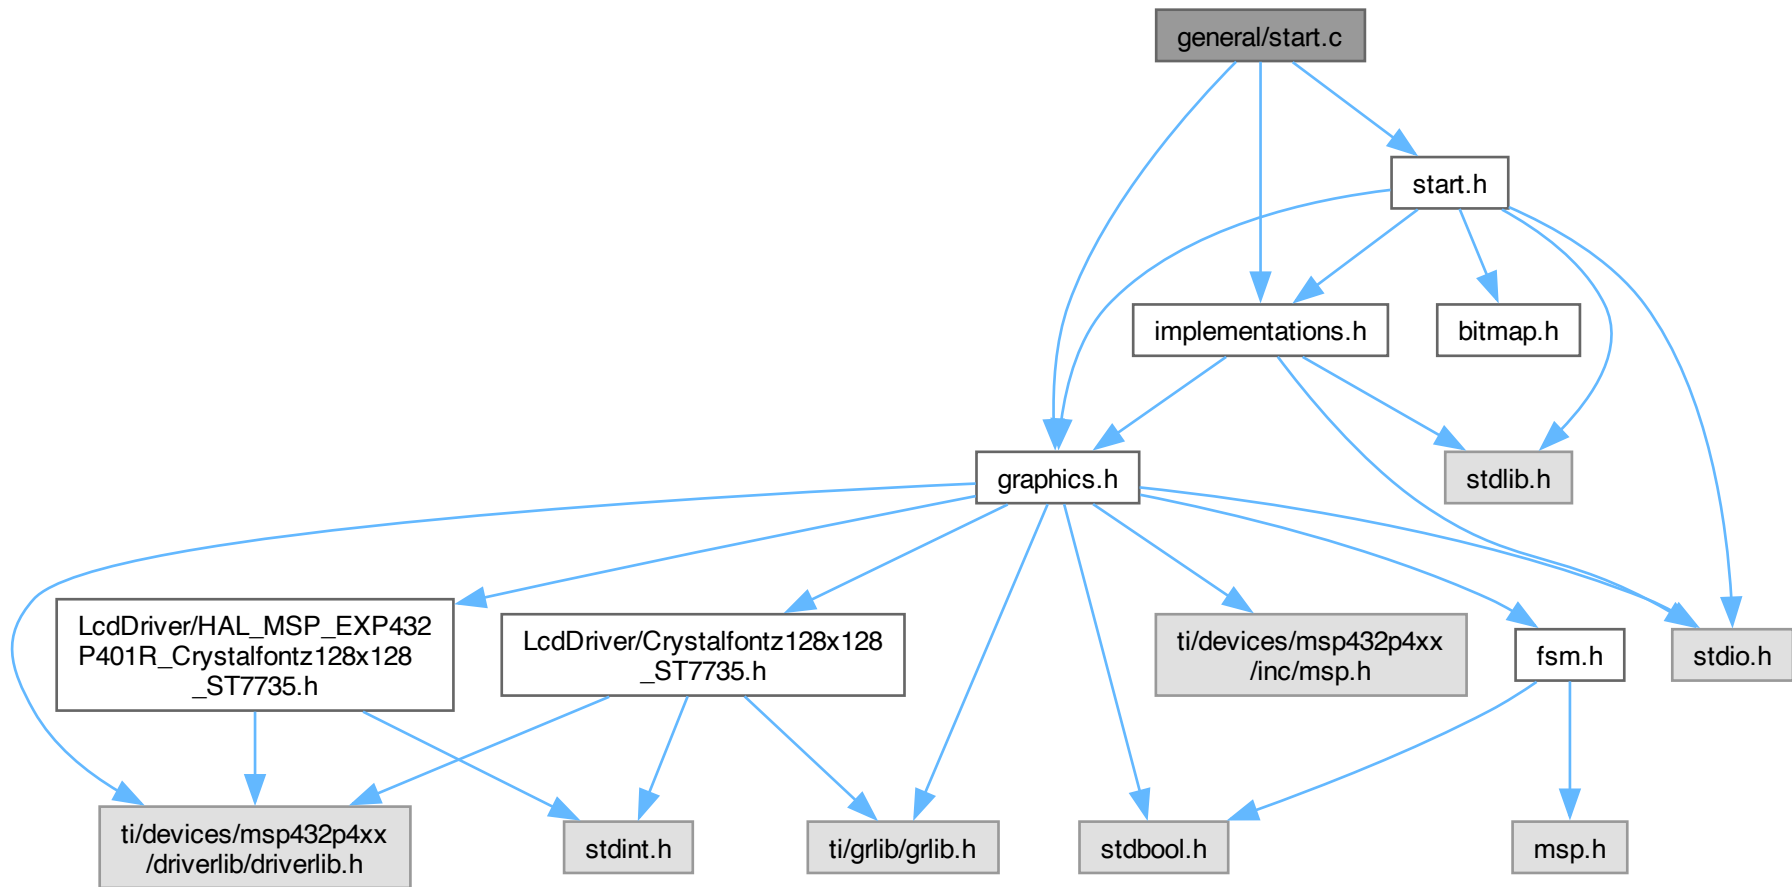 general/start.c
start.h
implementations.h
bitmap.h
graphics.h
stdlib.h
LcdDriver/HAL_MSP_EXP432
P401R_Crystalfontz128x128
_ST7735.h
LcdDriver/Crystalfontz128x128
_ST7735.h
ti/devices/msp432p4xx
/inc/msp.h
fsm.h
stdio.h
ti/devices/msp432p4xx
/driverlib/driverlib.h
stdint.h
ti/grlib/grlib.h
stdbool.h
msp.h